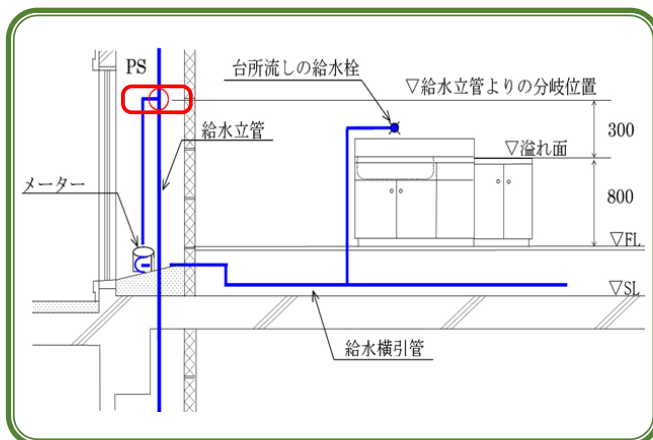 PS
台所流しの給水栓
▽給水立管よりの分岐位置
300
給水立管
▽溢れ面
メーター
800
▽FL
▽SL
給水横引管